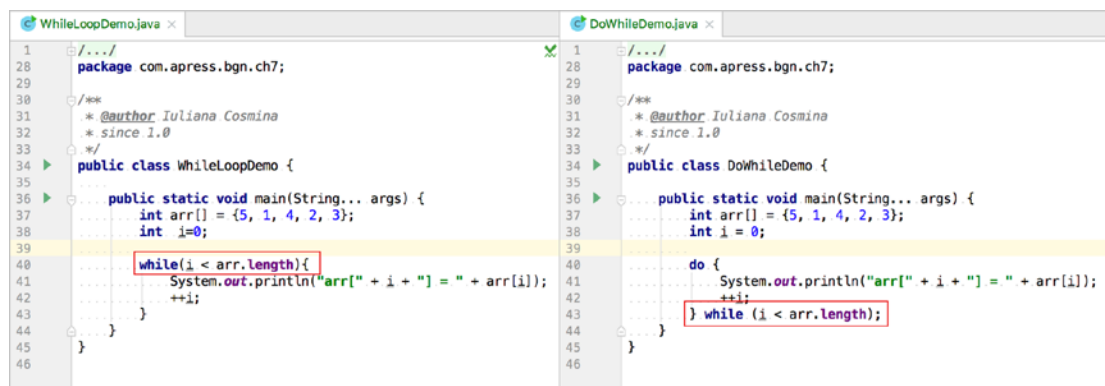 WhileLoopDemo.java ×
1 /.../
28 package com.apress.bgn.ch7;
29
30 /**
31 * @author Iuliana Cosmina
32 * since 1.0
33 */
34 public class WhileLoopDemo {
35
36 public static void main(String... args) {
37 int arr[] = {5, 1, 4, 2, 3};
38 int i=0;
39
40 while(i < arr.length){
41 System.out.println("arr[" + i + "] = " + arr[i]);
42 ++i;
43 }
44 }
45 }
46
DoWhileDemo.java ×
1 /.../
28 package com.apress.bgn.ch7;
29
30 /**
31 * @author Iuliana Cosmina
32 * since 1.0
33 */
34 public class DoWhileDemo {
35
36 public static void main(String... args) {
37 int arr[] = {5, 1, 4, 2, 3};
38 int i = 0;
39
40 do {
41 System.out.println("arr[" + i + "] = " + arr[i]);
42 ++i;
43 } while (i < arr.length);
44 }
45 }
46